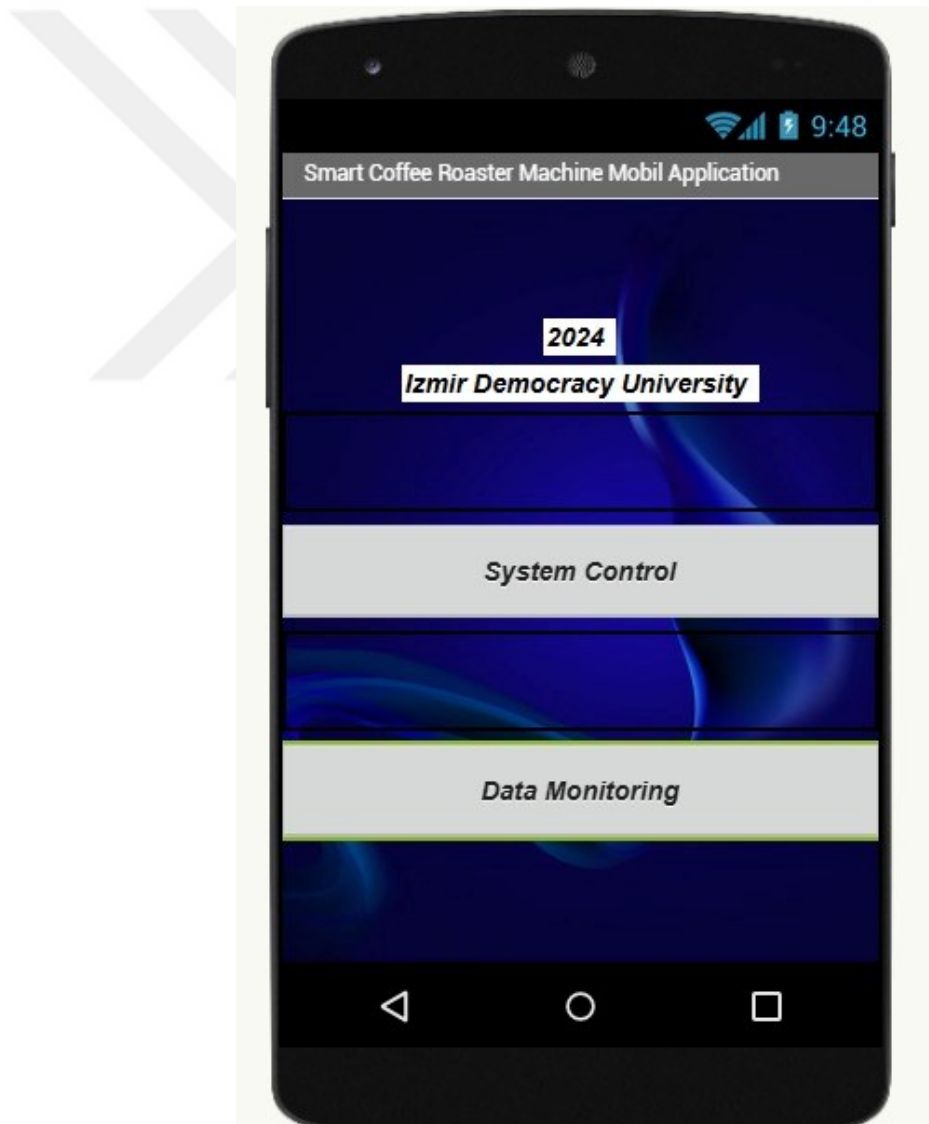 9:48
Smart Coffee Roaster Machine Mobil Application
2024
Izmir Democracy University
System Control
Data Monitoring